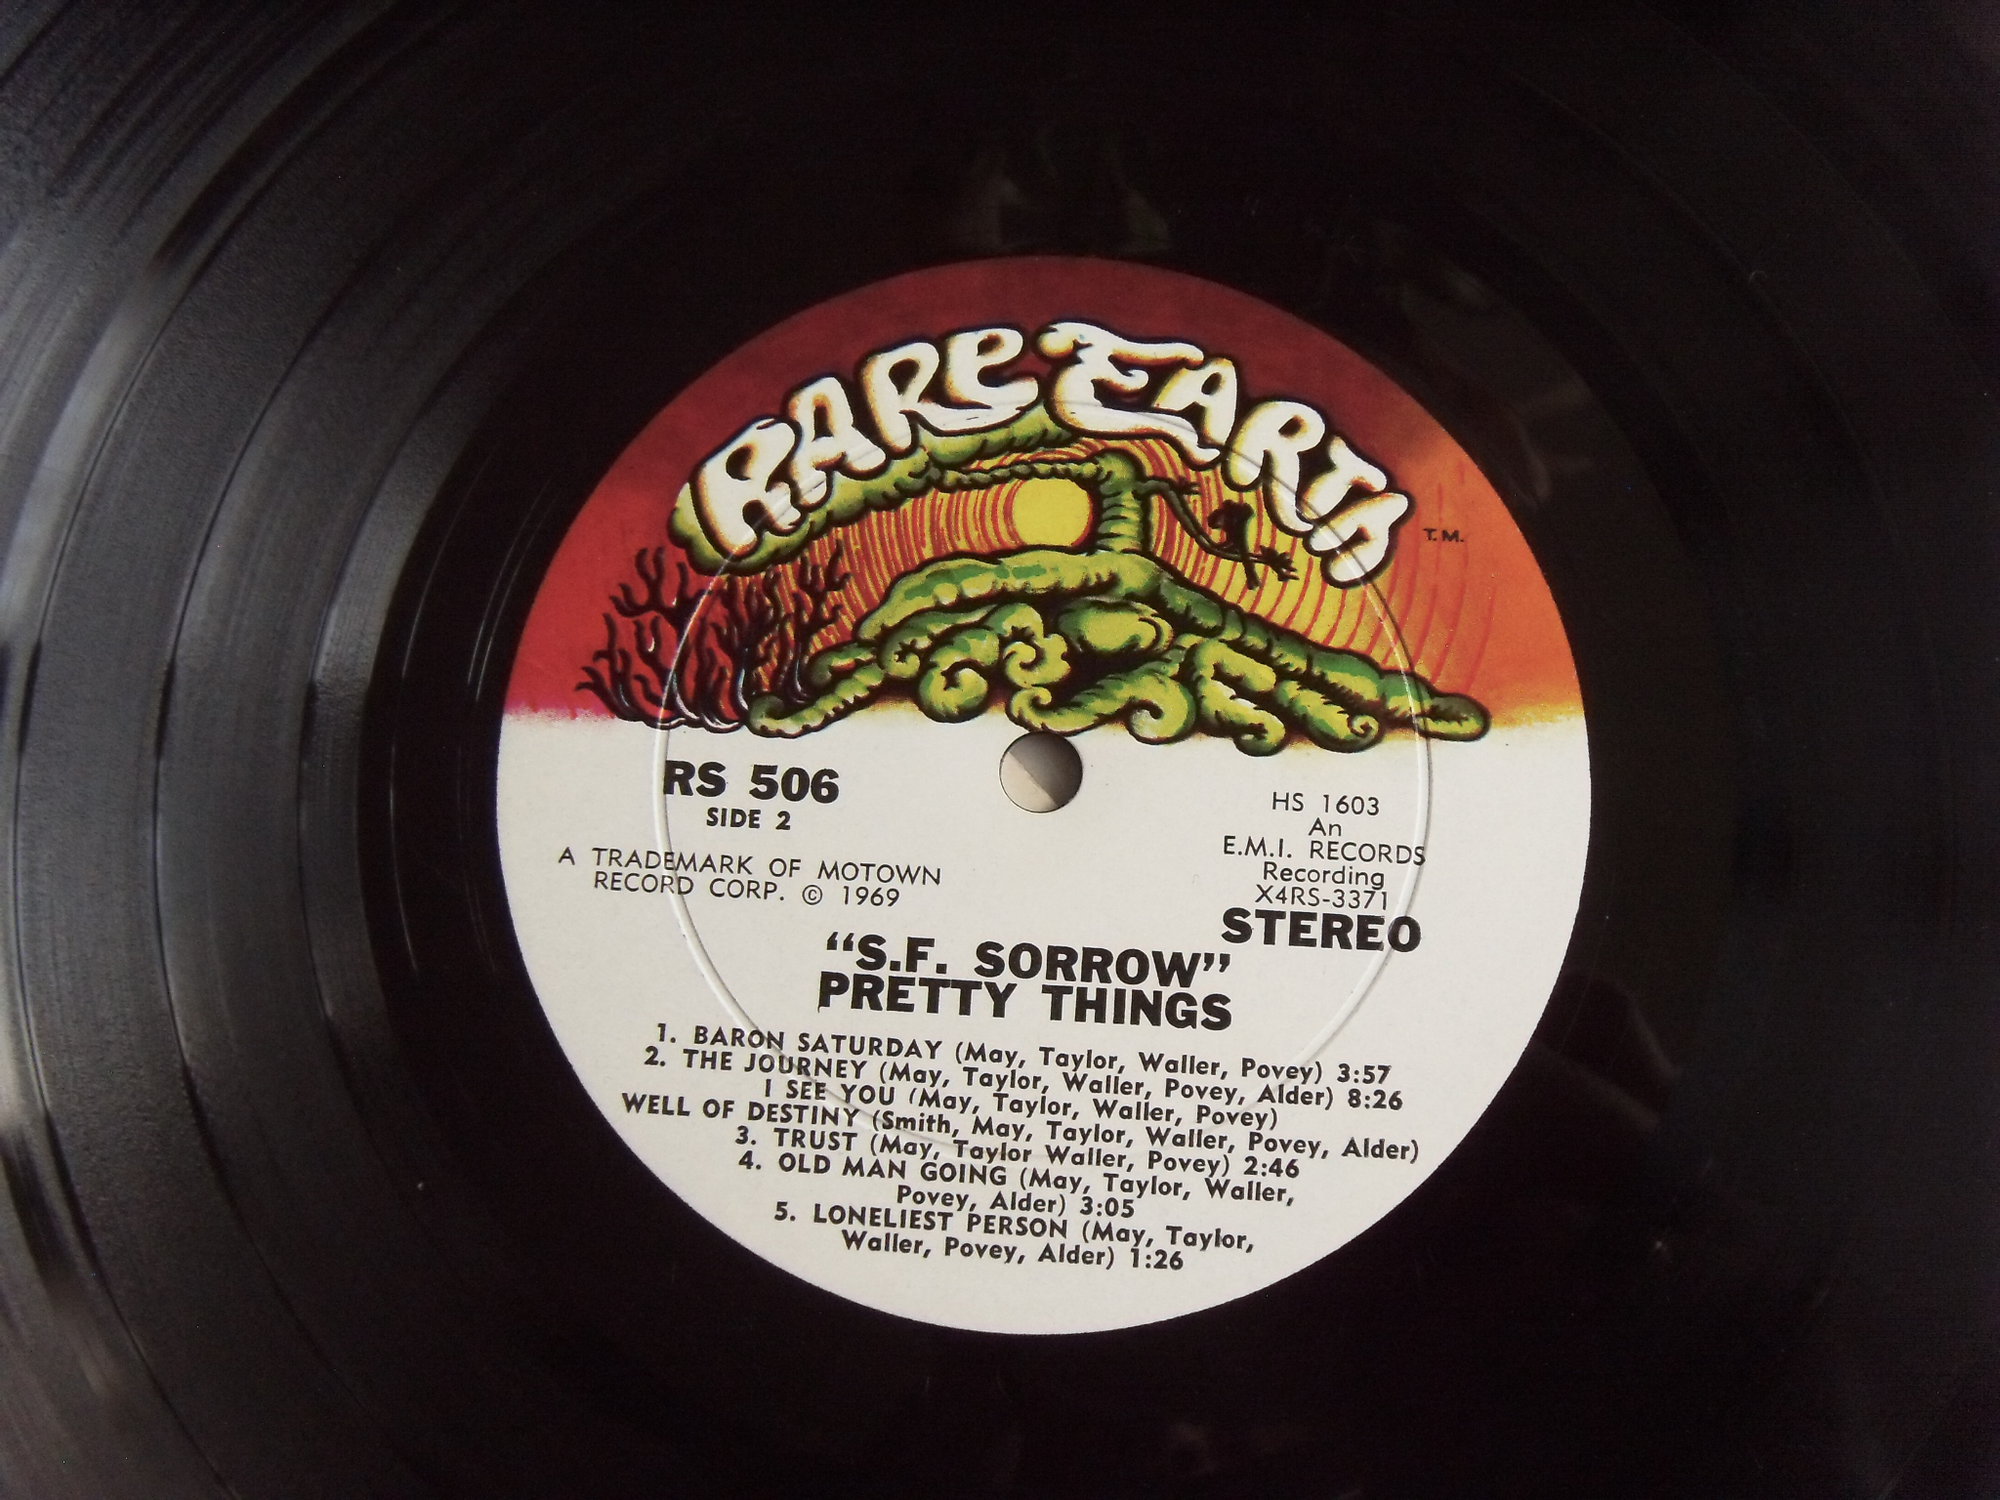 RARE EARTH
T.M.
RS 506
SIDE 2
A TRADEMARK OF MOTOWN
RECORD CORP. © 1969
HS 1603
An
E.M.I. RECORDS
Recording
X4RS-3371
STEREO
“S.F. SORROW”
PRETTY THINGS
1. BARON SATURDAY (May, Taylor, Waller, Povey) 3:57
2. THE JOURNEY (May, Taylor, Waller, Povey, Alder) 8:26
I SEE YOU (May, Taylor, Waller, Povey)
WELL OF DESTINY (Smith, May, Taylor, Waller, Povey, Alder)
3. TRUST (May, Taylor Waller, Povey) 2:46
4. OLD MAN GOING (May, Taylor, Waller,
Povey, Alder) 3:05
5. LONELIEST PERSON (May, Taylor,
Waller, Povey, Alder) 1:26